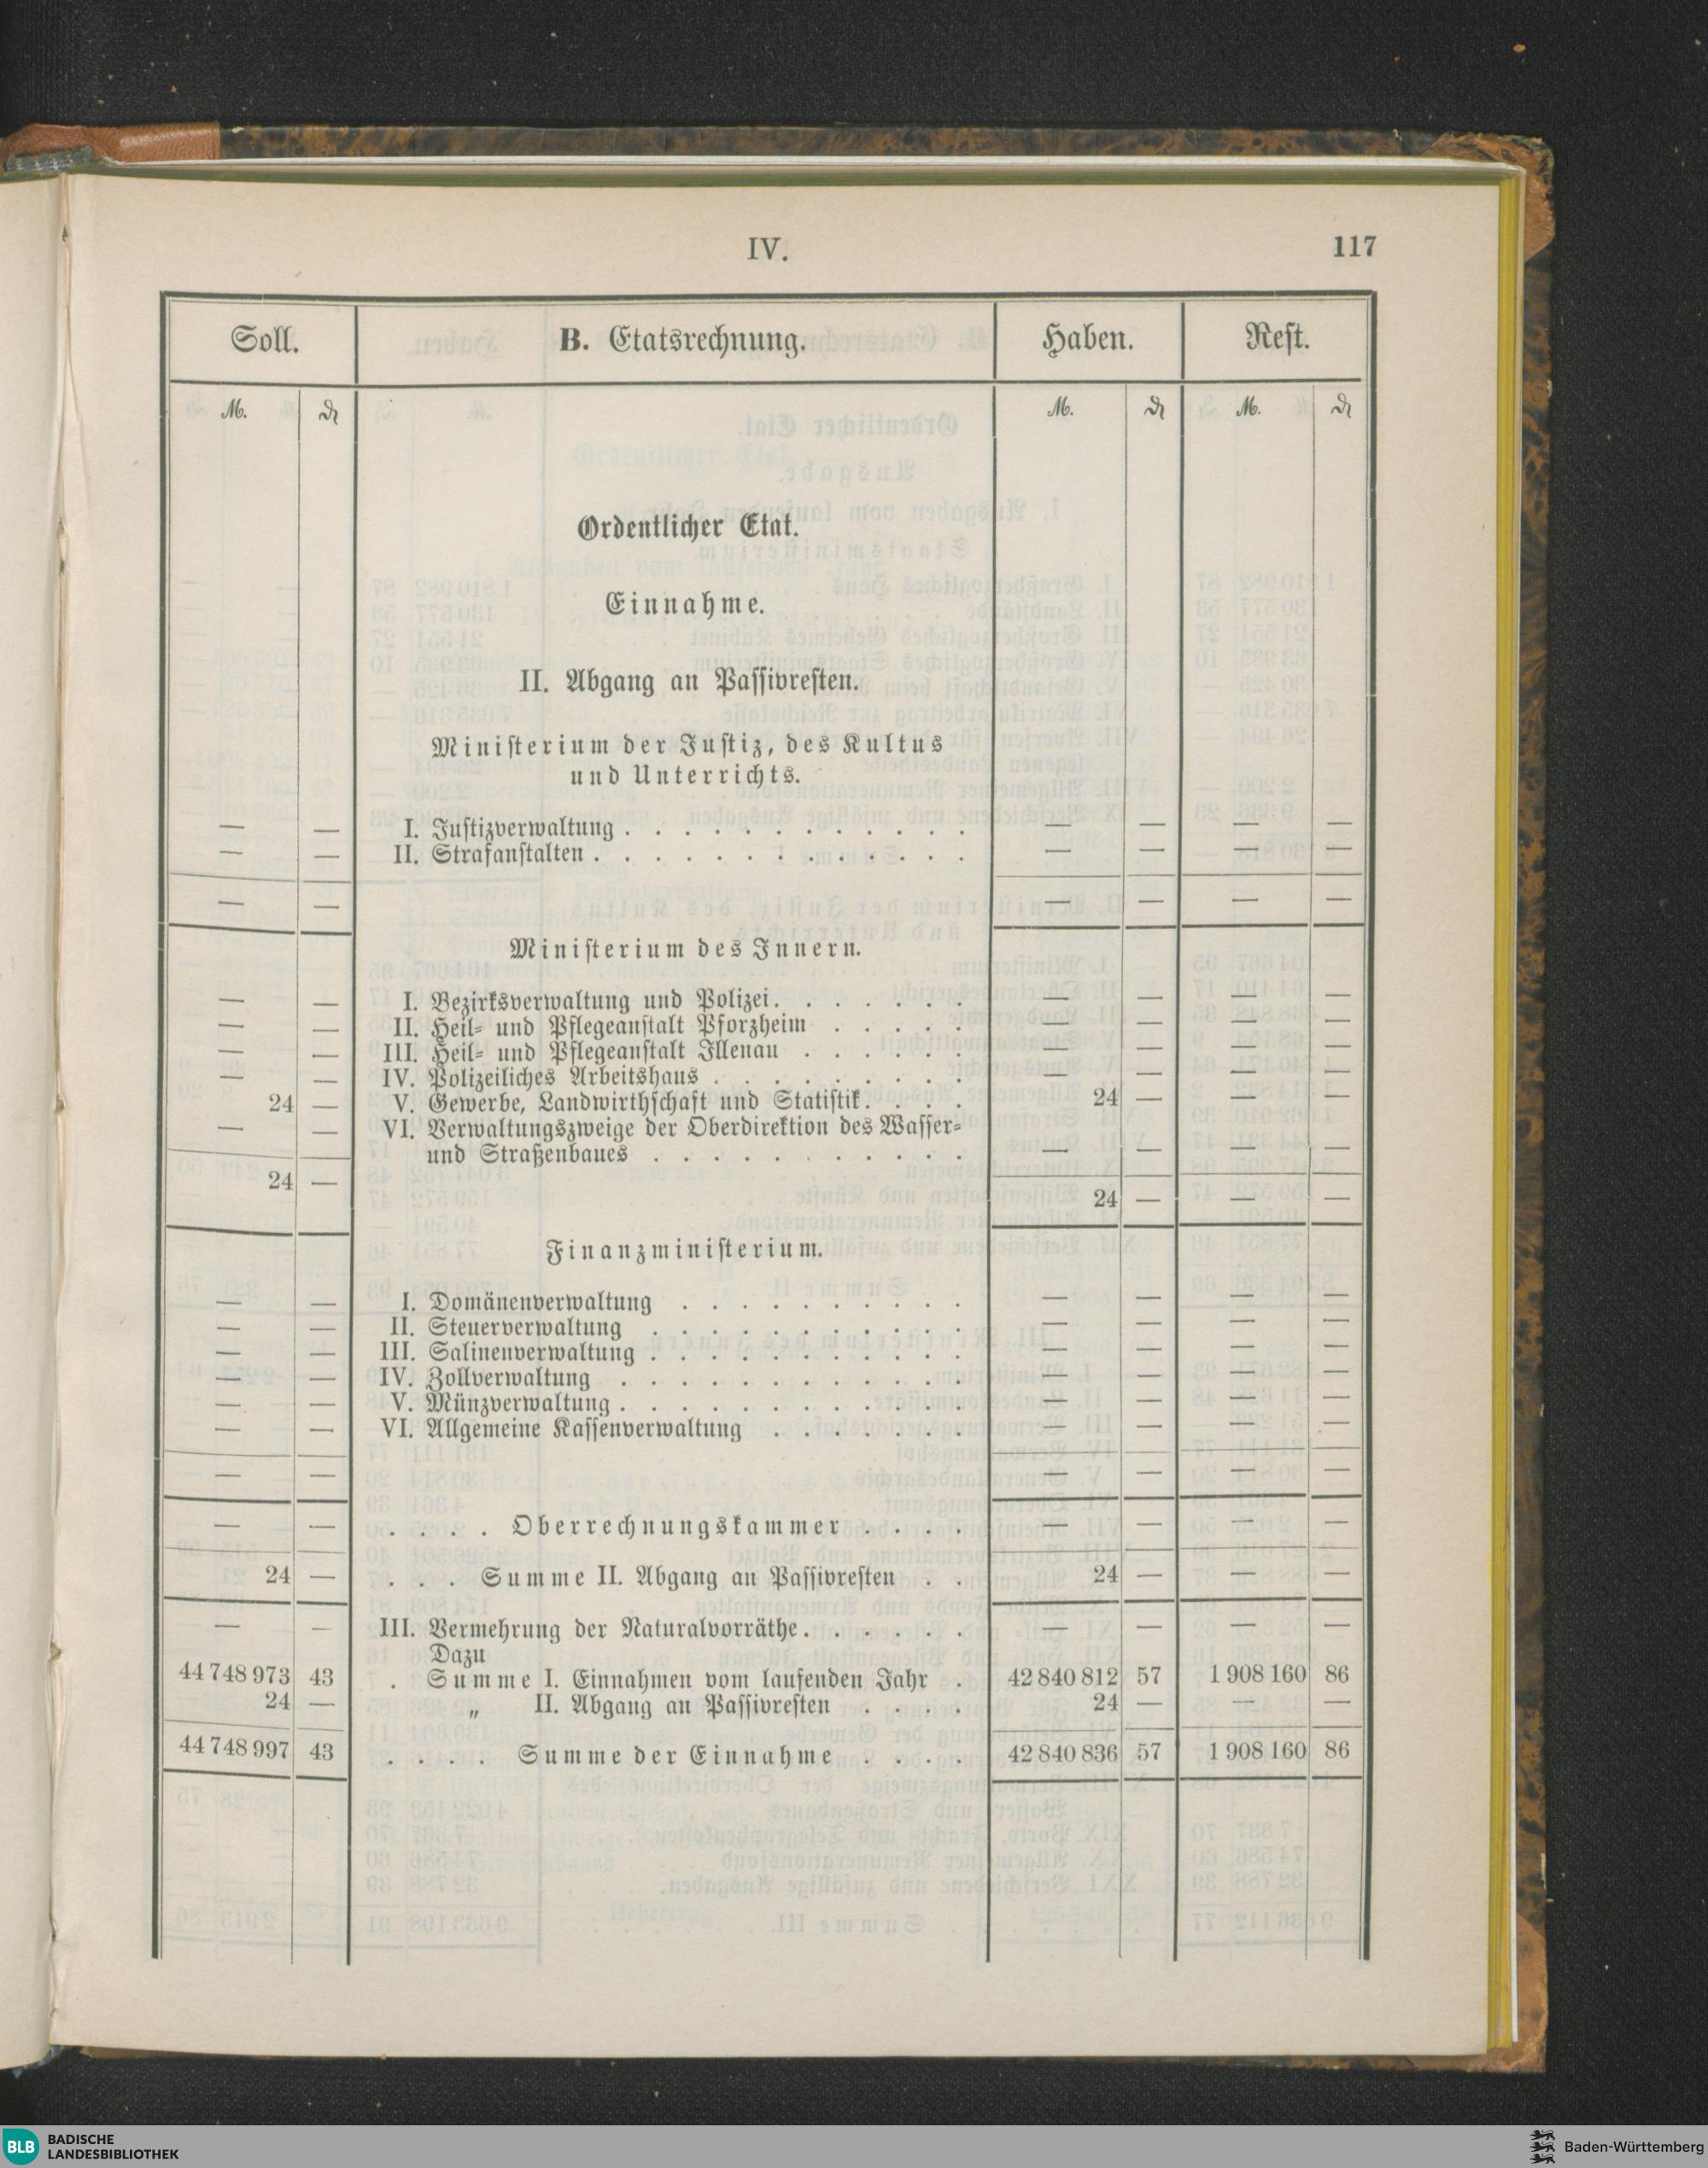 IV. 117
Soll. B. Etatsrechnung. Haben. Rest.
M. ₰ M. ₰ M. ₰
Ordentlicher Etat.
Einnahme.
II. Abgang an Passivresten.
Ministerium der Justiz, des Kultus
und Unterrichts.
— — I. Justizverwaltung . . . . . . . . . . . . — — — —
— — II. Strafanstalten . . . . . . . . . . . . . — — — —
— — — — — —
Ministerium des Innern.
— — I. Bezirksverwaltung und Polizei . . . . . . . — — — —
— — II. Heil- und Pflegeanstalt Pforzheim . . . . . — — — —
— — III. Heil- und Pflegeanstalt Illenau . . . . . . — — — —
— — IV. Polizeiliches Arbeitshaus . . . . . . . . . — — — —
24 — V. Gewerbe, Landwirthschaft und Statistik . . . . 24 — — —
— — VI. Verwaltungszweige der Oberdirektion des Wasser-
und Straßenbaues . . . . . . . . . . . — — — —
24 — 24 — — —
Finanzministerium.
— — I. Domänenverwaltung . . . . . . . . . . — — — —
— — II. Steuerverwaltung . . . . . . . . . . . — — — —
— — III. Salinenverwaltung . . . . . . . . . . . — — — —
— — IV. Zollverwaltung . . . . . . . . . . . . — — — —
— — V. Münzverwaltung . . . . . . . . . . . . — — — —
— — VI. Allgemeine Kassenverwaltung . . . . . . . — — — —
— — — — — —
— — . . . . Oberrechnungskammer . . . . — — — —
24 — . . . Summe II. Abgang an Passivresten . . 24 — — —
— — III. Vermehrung der Naturalvorräthe . . . . . . — — — —
Dazu
44 748 973 43 . Summe I. Einnahmen vom laufenden Jahr . 42 840 812 57 1 908 160 86
24 — „ II. Abgang an Passivresten . . . . 24 — — —
44 748 997 43 . . . . Summe der Einnahme . . . . 42 840 836 57 1 908 160 86
BLB BADISCHE
LANDESBIBLIOTHEK
Baden-Württemberg